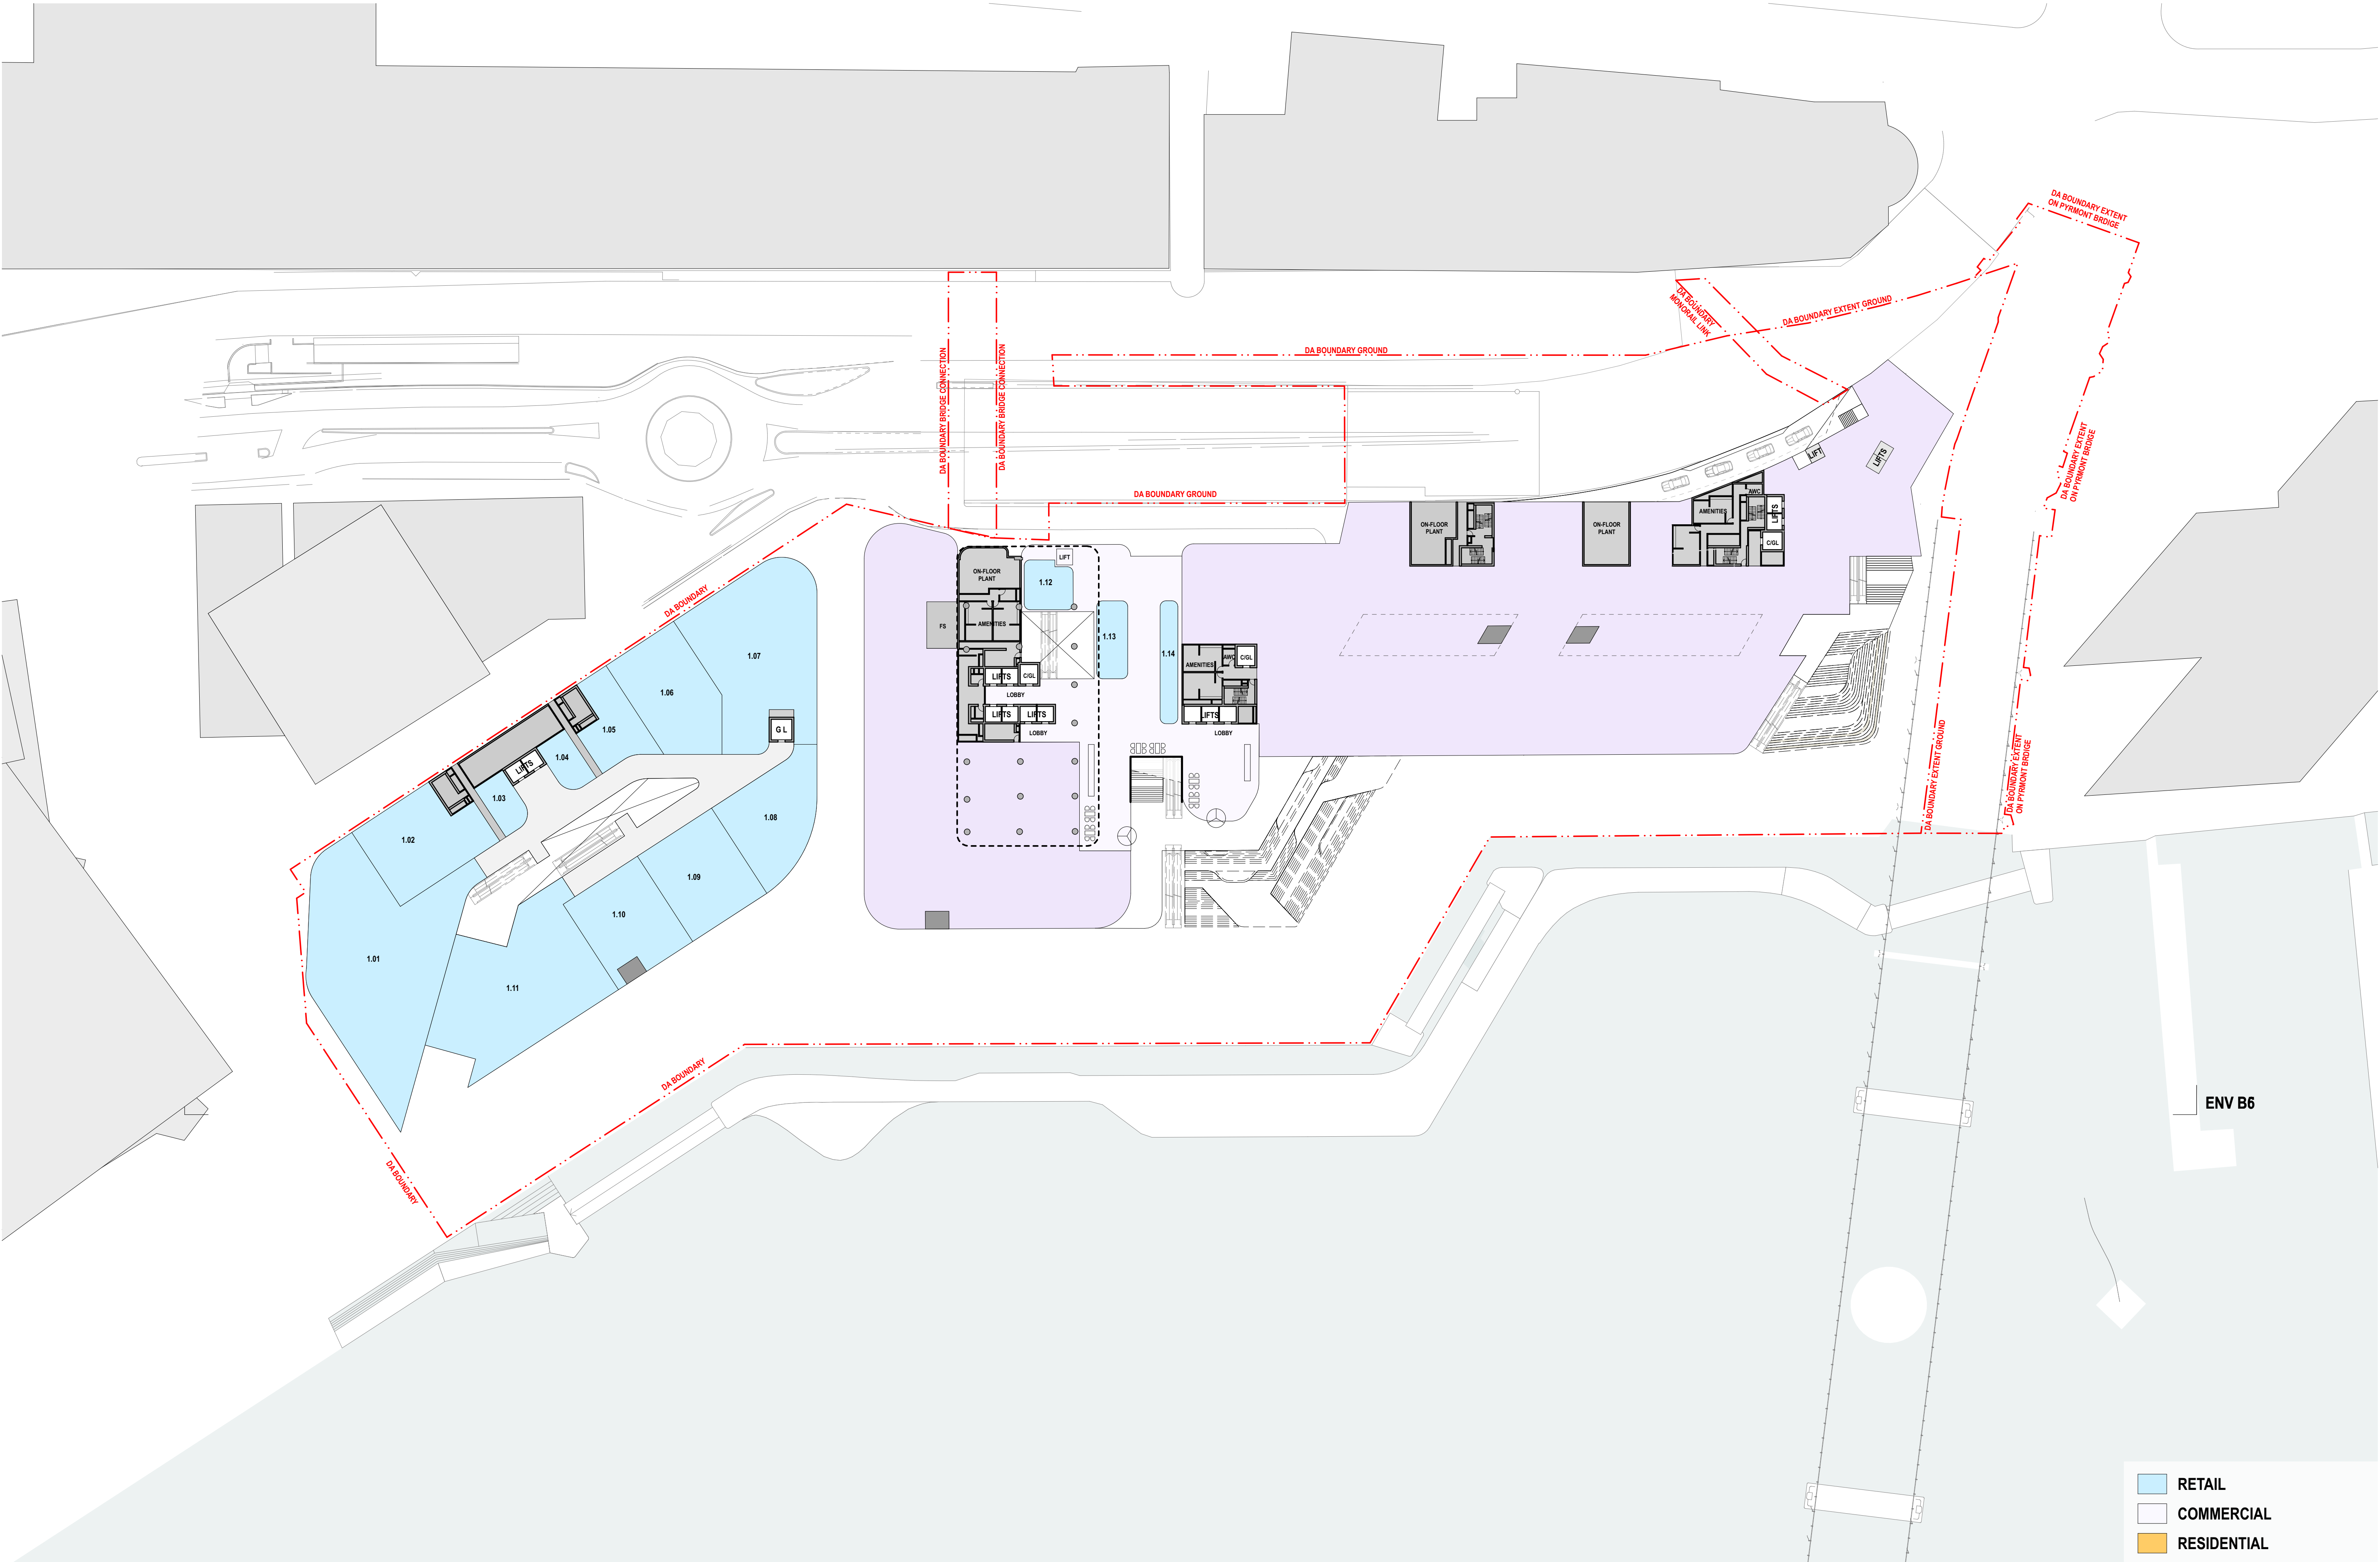 DA BOUNDARY EXTENT
ON PYRMONT BRDIGE
DA BOUNDARY
MONORAIL LINK
DA BOUNDARY EXTENT GROUND
DA BOUNDARY GROUND
DA BOUNDARY BRIDGE CONNECTION
DA BOUNDARY BRIDGE CONNECTION
DA BOUNDARY GROUND
DA BOUNDARY EXTENT
ON PYRMONT BRDIGE
LIFT
LIFTS
AWC
AMENITIES
LIFTS
C/GL
ON-FLOOR
PLANT
ON-FLOOR
PLANT
LIFT
ON-FLOOR
PLANT
1.12
FS
AMENITIES
1.13
1.14
AMENITIES
AWC
C/GL
LIFTS
C/GL
LOBBY
LIFTS
LIFTS
LOBBY
LIFTS
LOBBY
DA BOUNDARY
1.07
1.06
1.05
G L
1.04
LIFTS
1.03
1.02
1.08
1.09
1.10
1.01
1.11
DA BOUNDARY EXTENT GROUND
DA BOUNDARY EXTENT
ON PYRMONT BRDIGE
DA BOUNDARY
DA BOUNDARY
ENV B6
RETAIL
COMMERCIAL
RESIDENTIAL